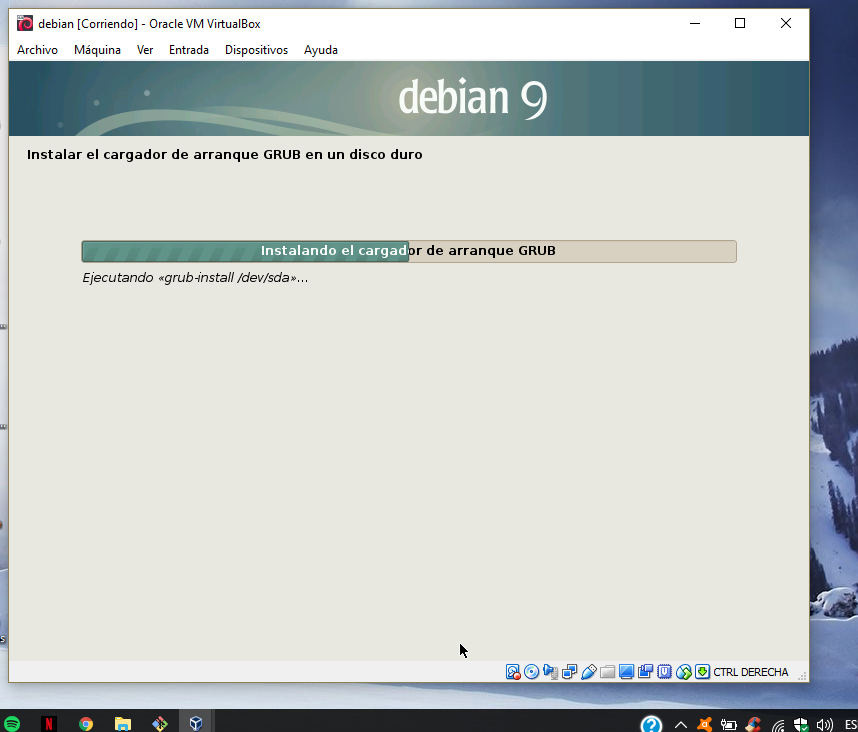 debian [Corriendo] - Oracle VM VirtualBox
Archivo Máquina Ver Entrada Dispositivos Ayuda
debian 9
Instalar el cargador de arranque GRUB en un disco duro
Instalando el cargador de arranque GRUB
Ejecutando «grub-install /dev/sda»...
CTRL DERECHA
ES